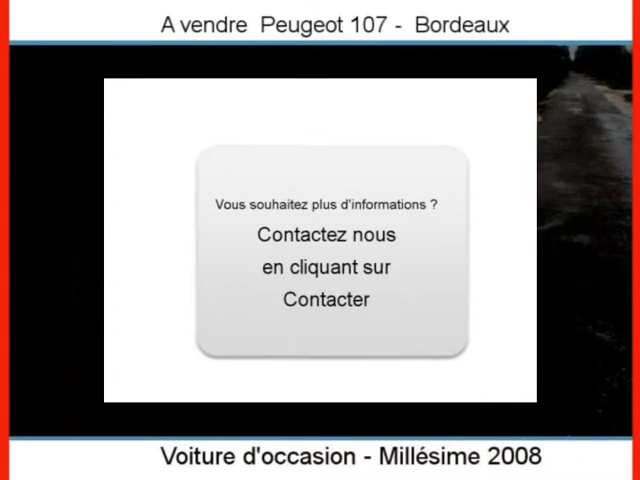 A vendre Peugeot 107 - Bordeaux
Vous souhaitez plus d'informations ?
Contactez nous
en cliquant sur
Contacter
Voiture d'occasion - Millésime 2008